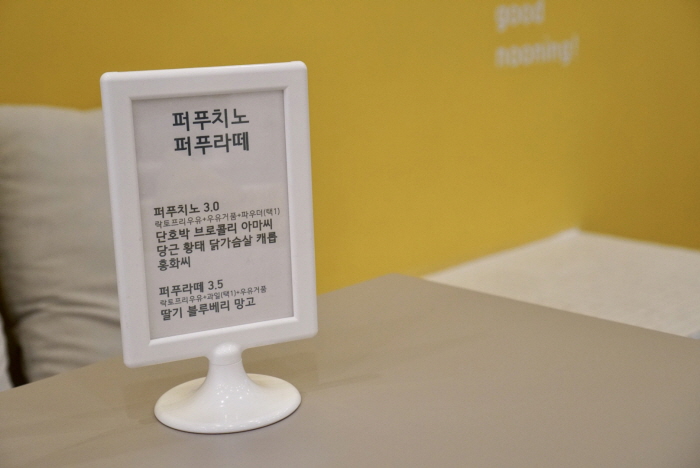 good
nooning!
퍼푸치노
퍼푸라떼
퍼푸치노 3.0
락토프리우유+우유거품+파우더(택1)
단호박 브로콜리 아마씨
당근 황태 닭가슴살 캐롭
홍화씨
퍼푸라떼 3.5
락토프리우유+과일(택1)+우유거품
딸기 블루베리 망고